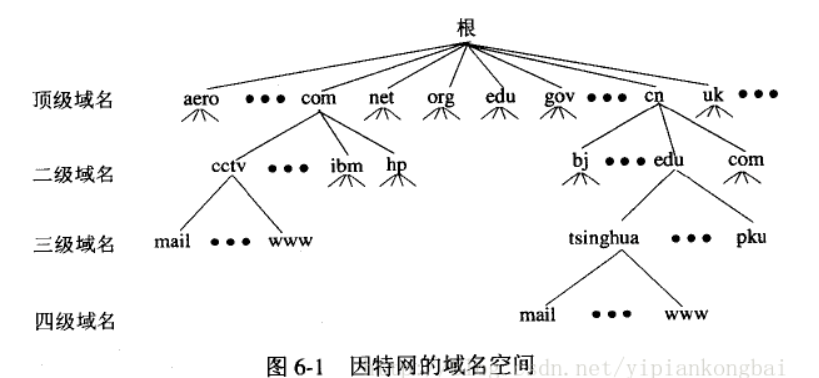 根
顶级域名 aero ••• com net org edu gov ••• cn uk •••
二级域名 cctv ••• ibm hp bj ••• edu com
三级域名 mail ••• www tsinghua ••• pku
四级域名 mail ••• www
图 6-1 因特网的域名空间
sdn.net/yipiankongbai